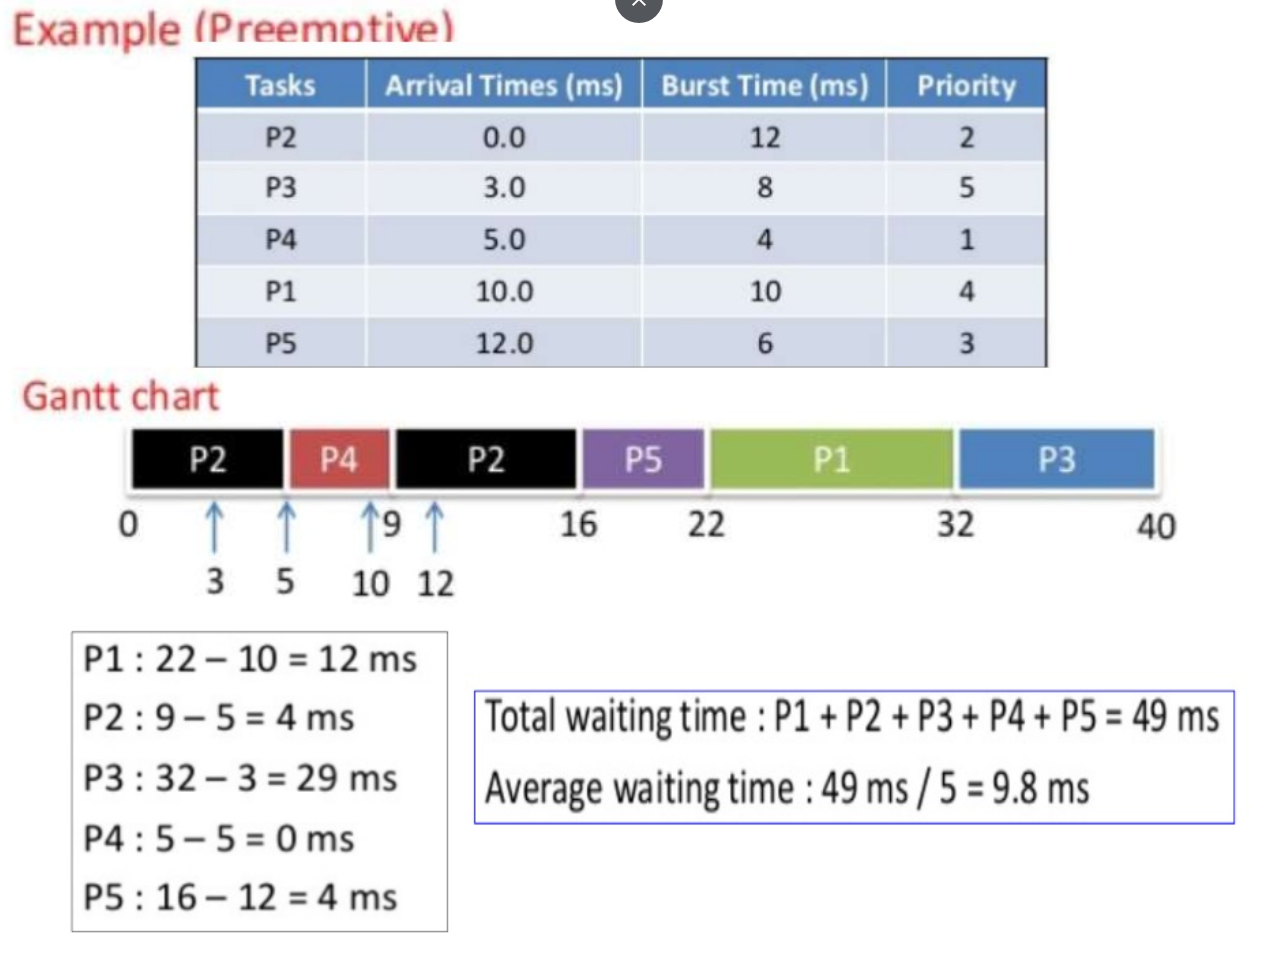 Example (Preemptive)
Tasks Arrival Times (ms) Burst Time (ms) Priority
P2 0.0 12 2
P3 3.0 8 5
P4 5.0 4 1
P1 10.0 10 4
P5 12.0 6 3
Gantt chart
P2 P4 P2 P5 P1 P3
0 9 16 22 32 40
3 5 10 12
P1 : 22 – 10 = 12 ms
P2 : 9 – 5 = 4 ms
P3 : 32 – 3 = 29 ms
P4 : 5 – 5 = 0 ms
P5 : 16 – 12 = 4 ms
Total waiting time : P1 + P2 + P3 + P4 + P5 = 49 ms
Average waiting time : 49 ms / 5 = 9.8 ms